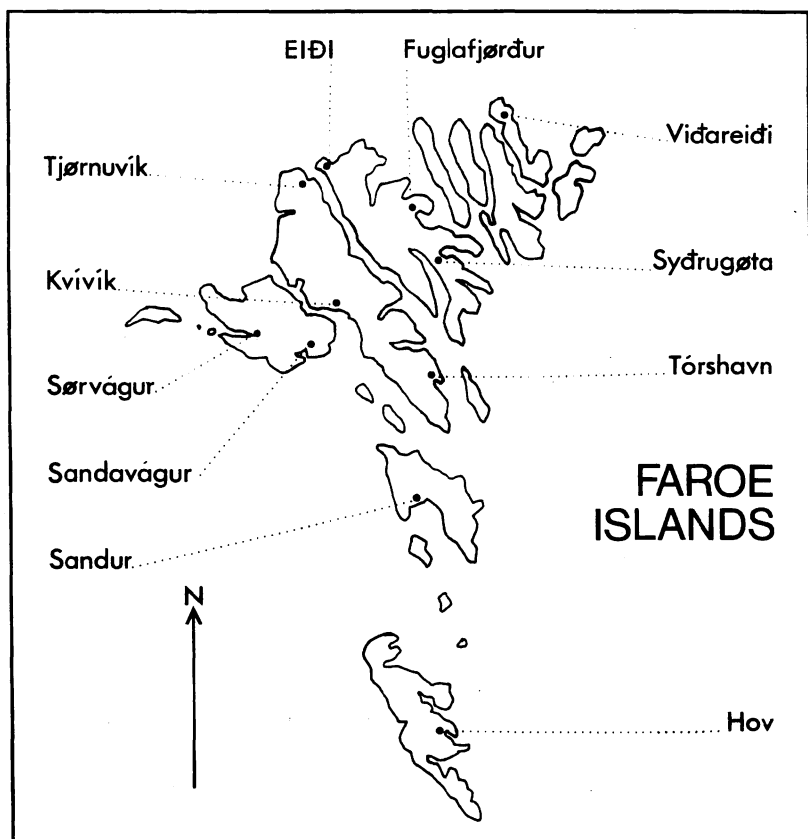 EIÐI
Fuglafjørður
Viðareiði
Tjørnuvík
Kvívík
Syðrugøta
Sørvágur
Tórshavn
Sandavágur
FAROE
ISLANDS
Sandur
N
Hov